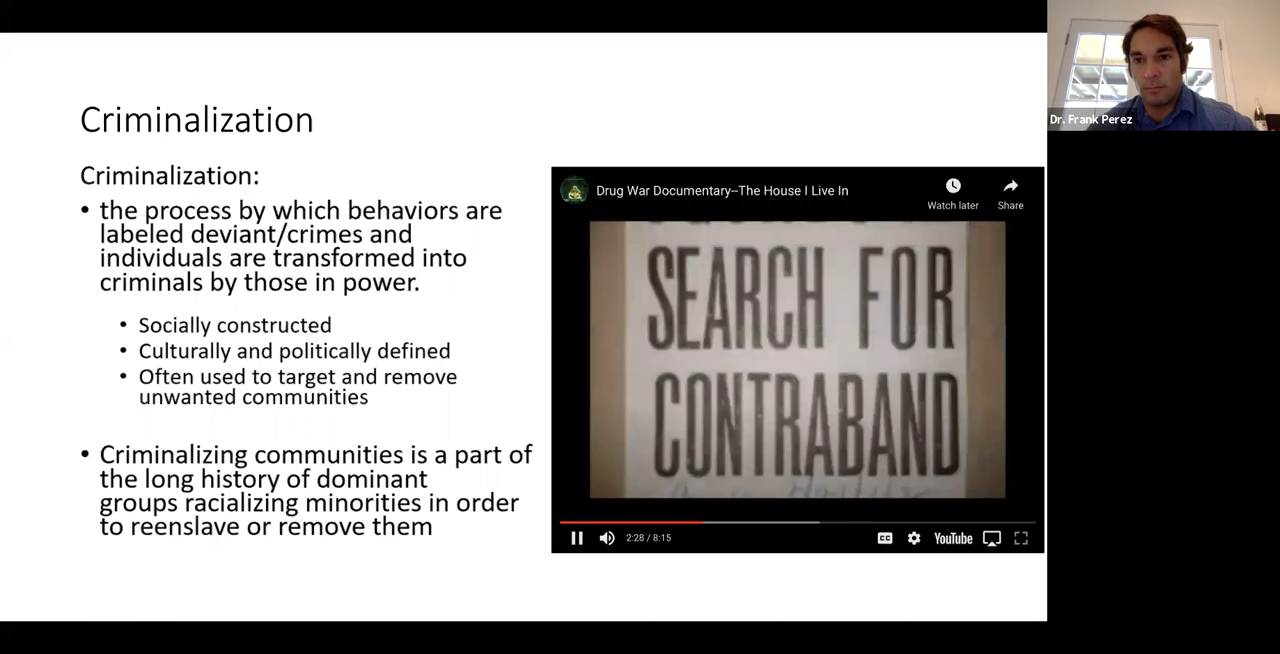 Criminalization
Criminalization:
• the process by which behaviors are
labeled deviant/crimes and
individuals are transformed into
criminals by those in power.
• Socially constructed
• Culturally and politically defined
• Often used to target and remove
unwanted communities
• Criminalizing communities is a part of
the long history of dominant
groups racializing minorities in order
to reenslave or remove them
Drug War Documentary--The House I Live In
Watch later
Share
SEARCH FOR
CONTRABAND
2:28 / 8:15
CC
YouTube
Dr. Frank Perez